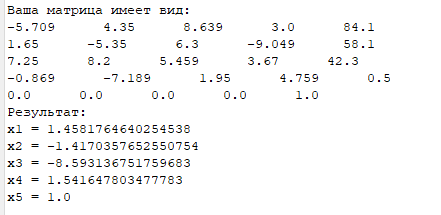 Ваша матрица имеет вид:
-5.709 4.35 8.639 3.0 84.1
1.65 -5.35 6.3 -9.049 58.1
7.25 8.2 5.459 3.67 42.3
-0.869 -7.189 1.95 4.759 0.5
0.0 0.0 0.0 0.0 1.0
Результат:
x1 = 1.4581764640254538
x2 = -1.4170357652550754
x3 = -8.593136751759683
x4 = 1.541647803477783
x5 = 1.0